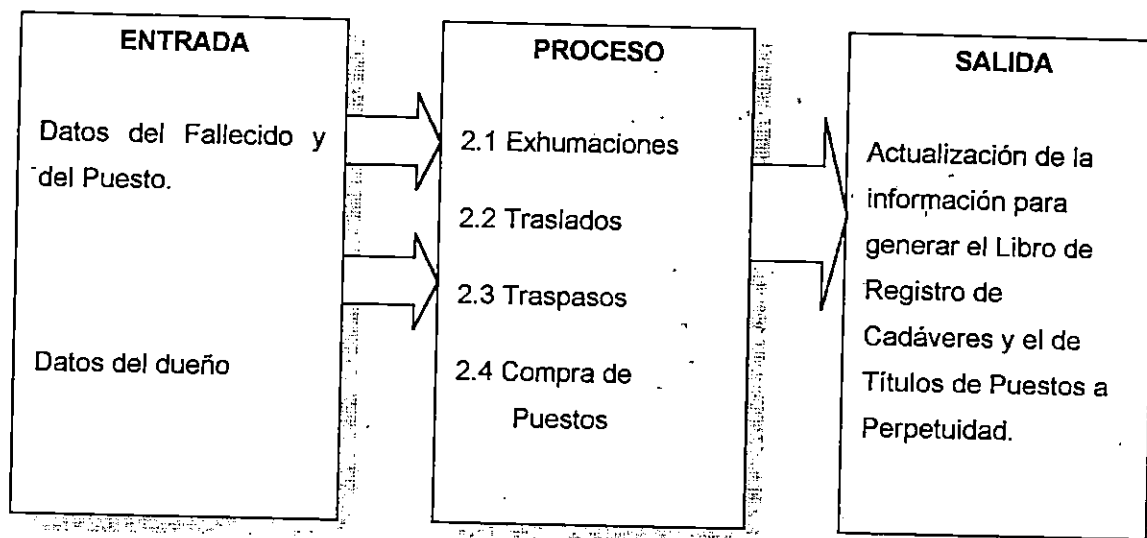 ENTRADA
Datos del Fallecido y
del Puesto.
Datos del dueño
PROCESO
2.1 Exhumaciones
2.2 Traslados
2.3 Traspasos
2.4 Compra de
Puestos
SALIDA
Actualización de la
información para
generar el Libro de
Registro de
Cadáveres y el de
Títulos de Puestos a
Perpetuidad.